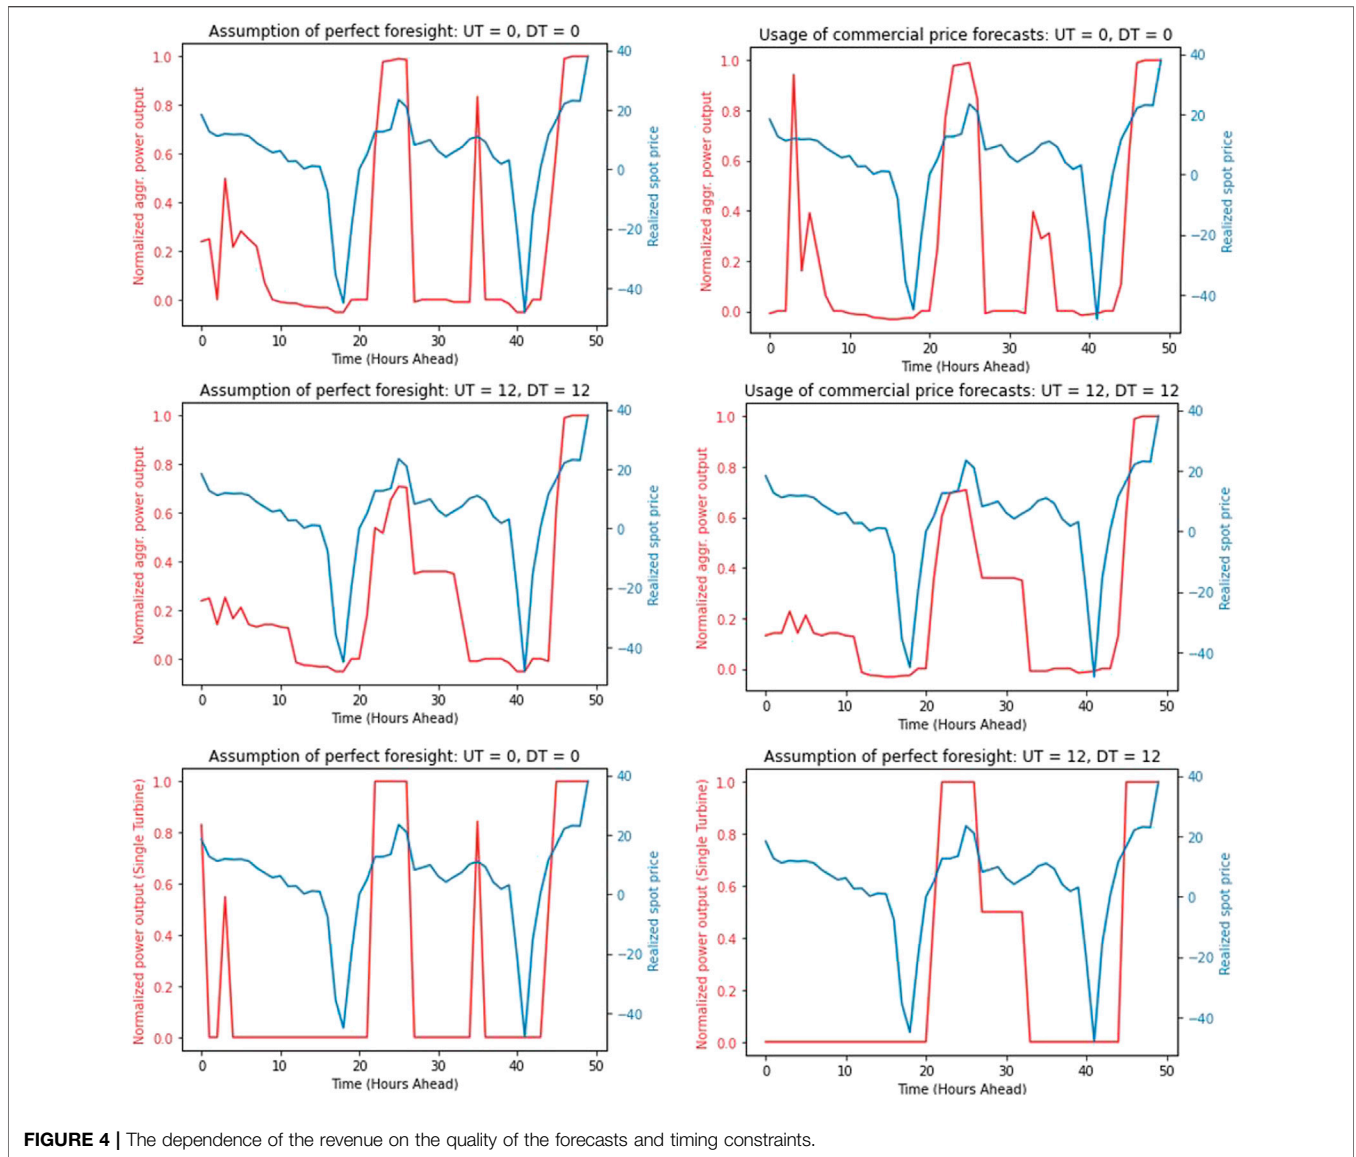 Assumption of perfect foresight: UT = 0, DT = 0
Normalized aggr. power output
1.0
0.8
0.6
0.4
0.2
0.0
40
20
0
−20
−40
Realized spot price
0 10 20 30 40 50
Time (Hours Ahead)
Usage of commercial price forecasts: UT = 0, DT = 0
Normalized aggr. power output
1.0
0.8
0.6
0.4
0.2
0.0
40
20
0
−20
−40
Realized spot price
0 10 20 30 40 50
Time (Hours Ahead)
Assumption of perfect foresight: UT = 12, DT = 12
Normalized aggr. power output
1.0
0.8
0.6
0.4
0.2
0.0
40
20
0
−20
−40
Realized spot price
0 10 20 30 40 50
Time (Hours Ahead)
Usage of commercial price forecasts: UT = 12, DT = 12
Normalized aggr. power output
1.0
0.8
0.6
0.4
0.2
0.0
40
20
0
−20
−40
Realized spot price
0 10 20 30 40 50
Time (Hours Ahead)
Assumption of perfect foresight: UT = 0, DT = 0
Normalized power output (Single Turbine)
1.0
0.8
0.6
0.4
0.2
0.0
40
20
0
−20
−40
Realized spot price
0 10 20 30 40 50
Time (Hours Ahead)
Assumption of perfect foresight: UT = 12, DT = 12
Normalized power output (Single Turbine)
1.0
0.8
0.6
0.4
0.2
0.0
40
20
0
−20
−40
Realized spot price
0 10 20 30 40 50
Time (Hours Ahead)
FIGURE 4 | The dependence of the revenue on the quality of the forecasts and timing constraints.